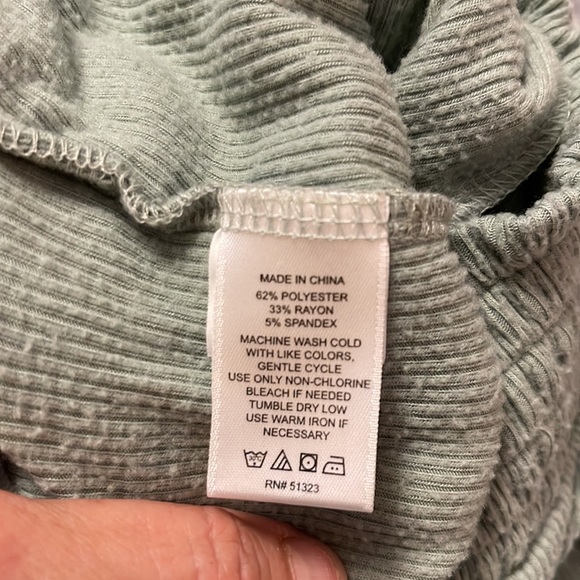 MADE IN CHINA
62% POLYESTER
33% RAYON
5% SPANDEX
MACHINE WASH COLD
WITH LIKE COLORS,
GENTLE CYCLE
USE ONLY NON-CHLORINE
BLEACH IF NEEDED
TUMBLE DRY LOW
USE WARM IRON IF
NECESSARY
30°C
RN# 51323